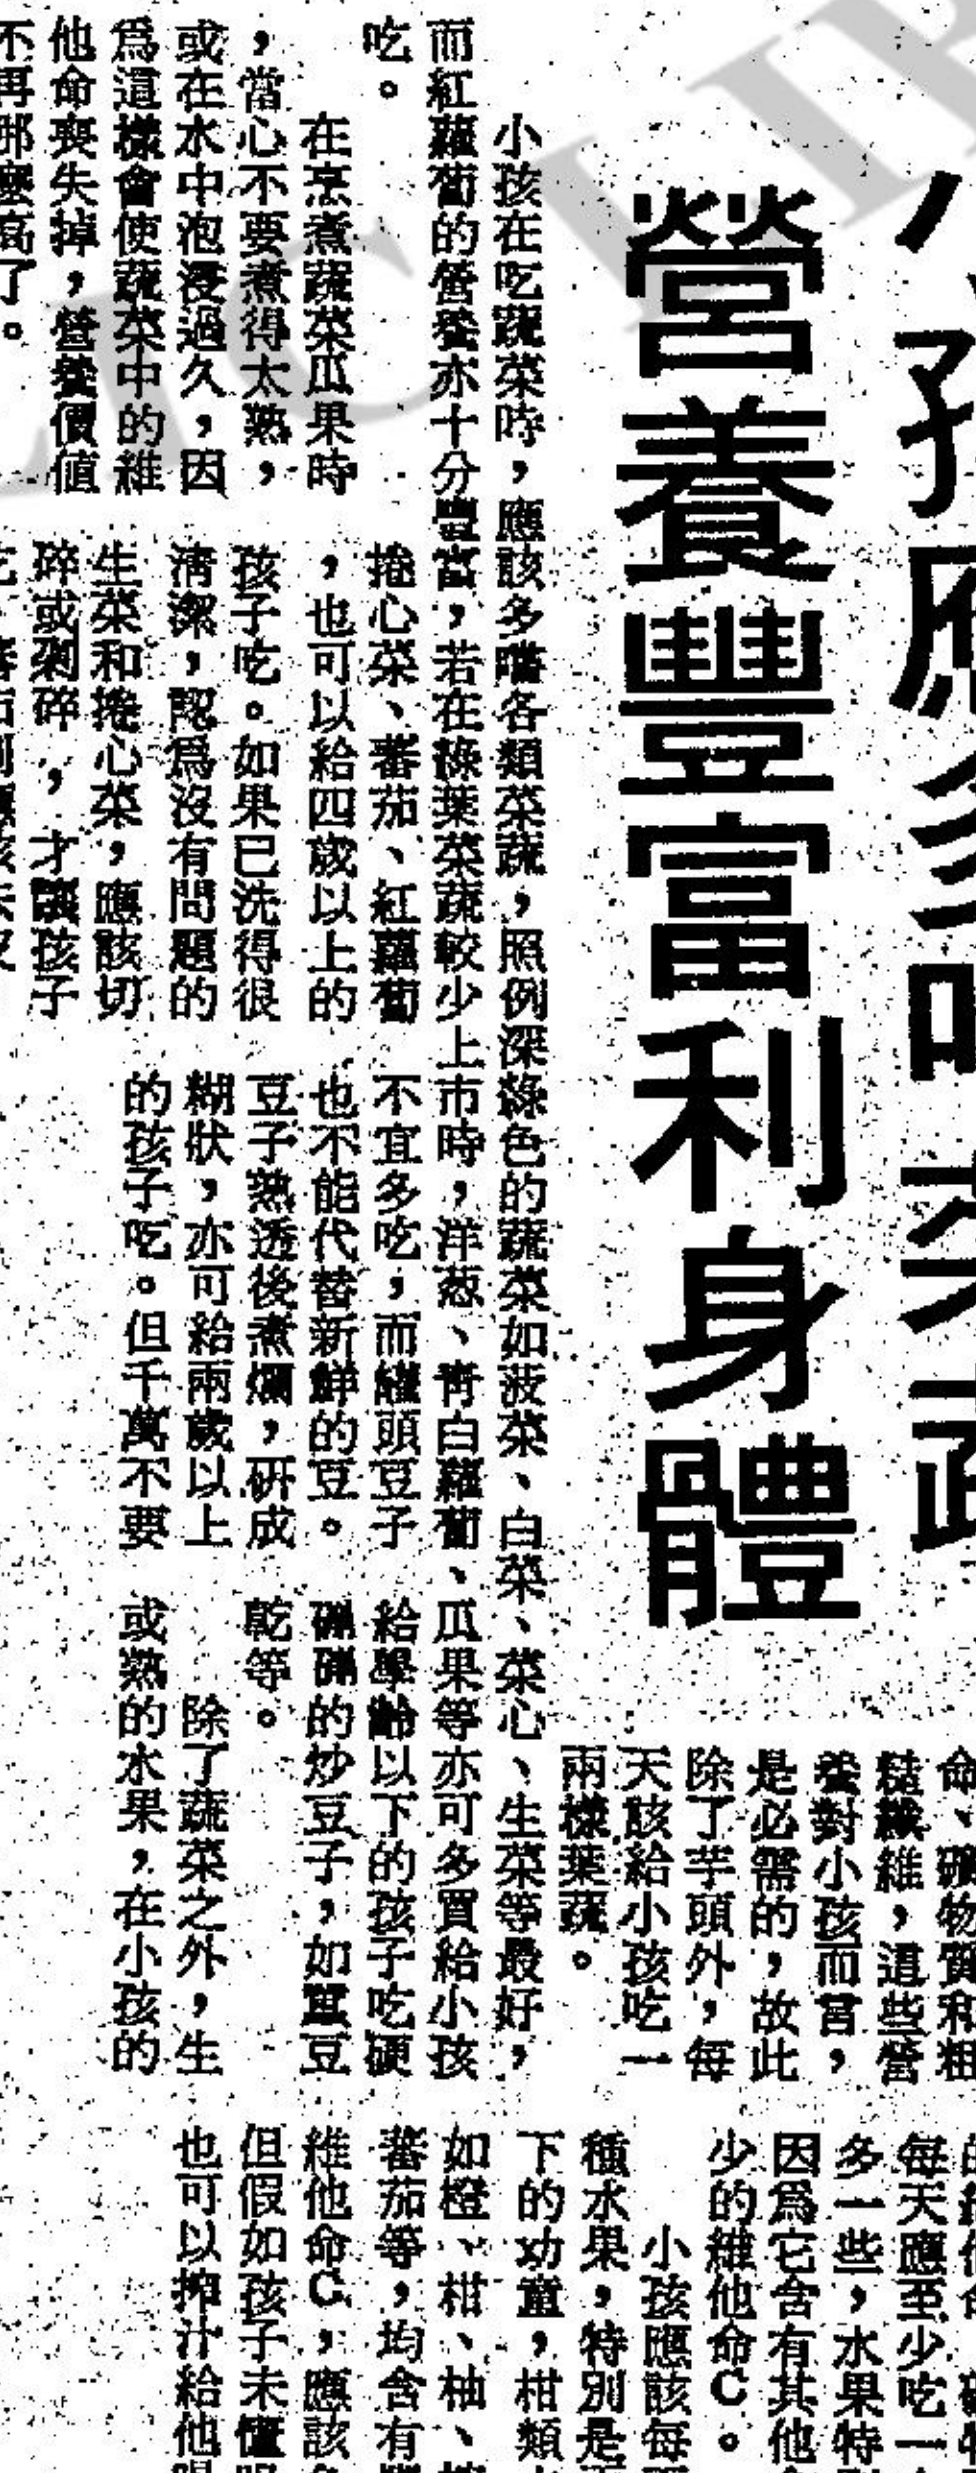 小孩應多吃菜蔬
營養豐富利身體
命、礦物質和粗
糙纖維，這些營
養對小孩而言，
是必需的，故此
除了芋頭外，每
天該給小孩吃一
兩樣葉蔬。
小孩在吃蔬菜時，應該多嚐各類菜蔬，照例深綠色的蔬菜如菠菜、白菜、菜心、生菜等最好，
而紅蘿蔔的營養亦十分豐富，若在綠葉菜蔬較少上市時，洋葱、青白蘿蔔、瓜果等亦可多買給小孩
吃。
在烹煮蔬菜瓜果時
，當心不要煮得太熟，
或在水中泡浸過久，因
爲這樣會使蔬菜中的維
他命喪失掉，營養價值
不再那麼高了。
捲心菜、蕃茄、紅蘿蔔
，也可以給四歲以上的
孩子吃。如果已洗得很
清潔，認爲沒有問題的
生菜和捲心菜，應該切
碎或剁碎，，才讓孩子
不宜多吃，而罐頭豆子
也不能代替新鮮的豆。
豆子熟透後煮爛，研成
糊狀，亦可給兩歲以上
的孩子吃。但千萬不要
給學齡以下的孩子吃硬
硼硼的炒豆子，如蠶豆
乾等。
除了蔬菜之外，生
或熟的水果，在小孩的
每天應至少吃一
多一些，水果特
因爲它含有其他
少的維他命C。
小孩應該每
種水果，特別是
下的幼童，柑類
如橙、柑、柚、
蕃茄等，均含有
維他命C，應該
但假如孩子未懂
也可以搾汁給他